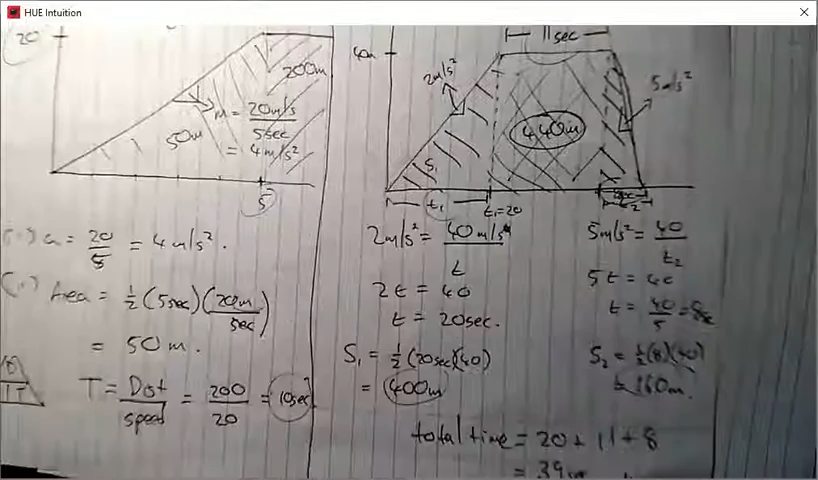 HUE Intuition
20
200m
50m
m = 20m/s
5sec
= 4m/s²
5
a = 20/5 = 4m/s².
Area = 1/2 (5sec)(20m/sec)
= 50m.
T = Dist/speed = 200/20 = 10sec
11sec
40
2m/s²
5m/s²
440m
S₁
t₁
t₁=20
t₂
2m/s² = 40m/s
t
2t = 40
t = 20sec.
S₁ = 1/2(20sec)(40)
= 400m
5m/s² = 40
t₂
5t = 40
t = 40/5 = 8s
S₂ = 1/2(8)(40)
= 160m.
total time = 20 + 11 + 8
= 39